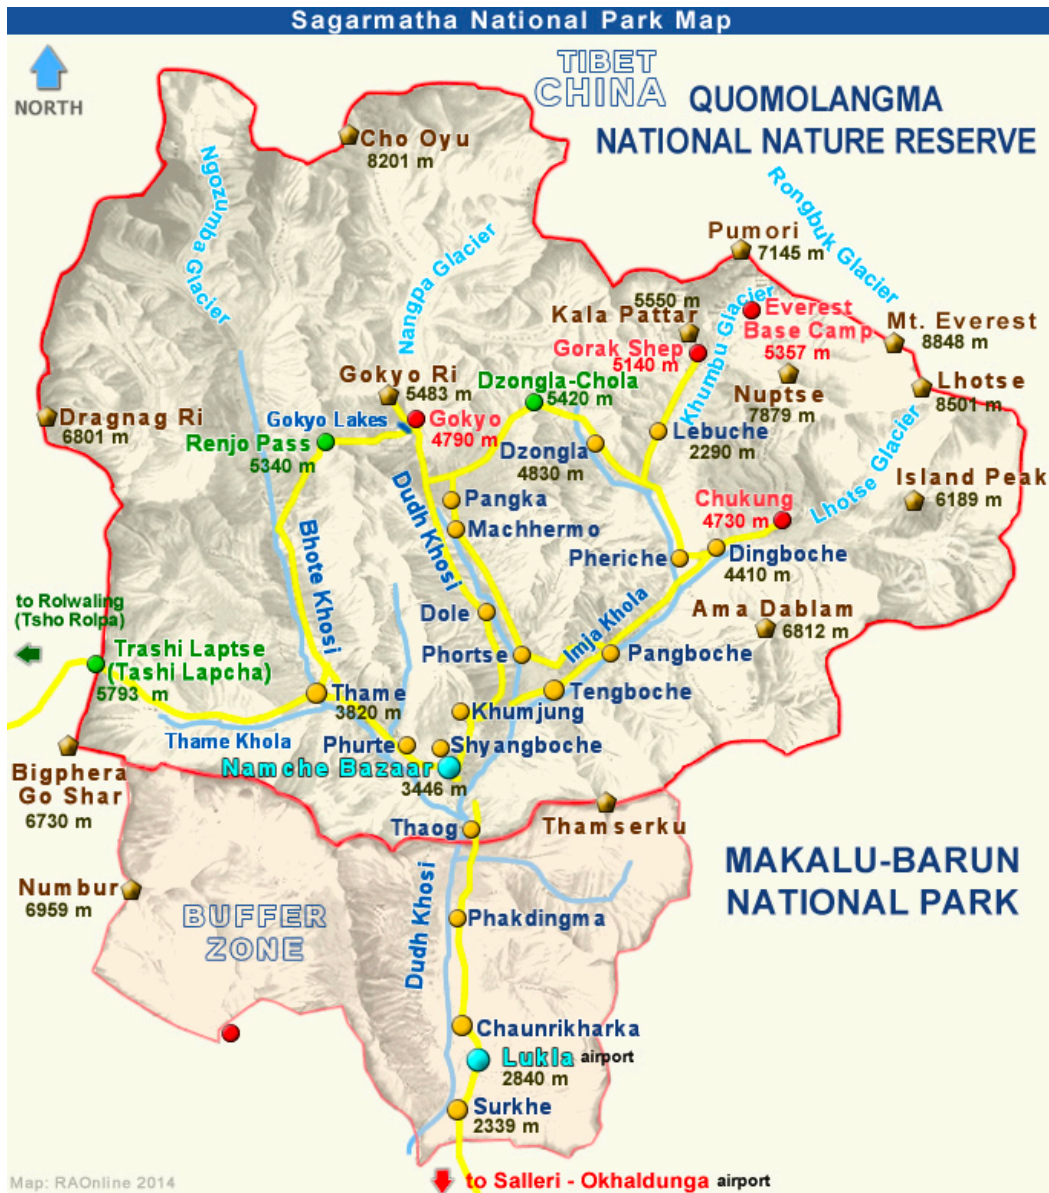 Sagarmatha National Park Map
NORTH
TIBET
CHINA
QUOMOLANGMA
NATIONAL NATURE RESERVE
Cho Oyu
8201 m
Ngozumba Glacier
Nangpa Glacier
Rongbuk Glacier
Pumori
7145 m
5550 m
Kala Pattar
Khumbu Glacier
Everest
Base Camp
5357 m
Mt. Everest
8848 m
Gorak Shep
5140 m
Gokyo Ri
5483 m
Dzongla-Chola
5420 m
Nuptse
7879 m
Lhotse
8501 m
Dragnag Ri
6801 m
Gokyo Lakes
Gokyo
4790 m
Renjo Pass
5340 m
Dzongla
4830 m
Lebuche
2290 m
Lhotse Glacier
Island Peak
6189 m
Pangka
Machhermo
Chukung
4730 m
Dudh Khosi
Bhote Khosi
Pheriche
Dingboche
4410 m
to Rolwaling
(Tsho Rolpa)
Dole
Imja Khola
Ama Dablam
6812 m
Trashi Laptse
(Tashi Lapcha)
5793 m
Phortse
Pangboche
Thame
3820 m
Tengboche
Khumjung
Thame Khola
Phurte
Shyangboche
Namche Bazaar
3446 m
Bigphera
Go Shar
6730 m
Thaog
Thamserku
MAKALU-BARUN
NATIONAL PARK
Numbur
6959 m
BUFFER
ZONE
Dudh Khosi
Phakdingma
Chaunrikharka
Lukla airport
2840 m
Surkhe
2339 m
to Salleri - Okhaldunga airport
Map: RAOnline 2014